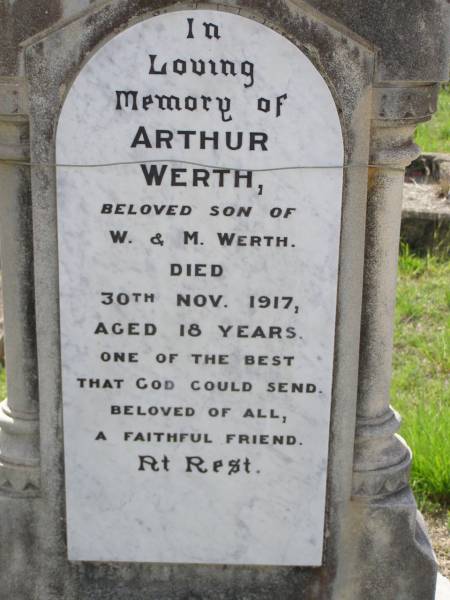 In
Loving
Memory of
ARTHUR
WERTH,
BELOVED SON OF
W. & M. WERTH.
DIED
30TH NOV. 1917,
AGED 18 YEARS.
ONE OF THE BEST
THAT GOD COULD SEND.
BELOVED OF ALL,
A FAITHFUL FRIEND.
At Rest.